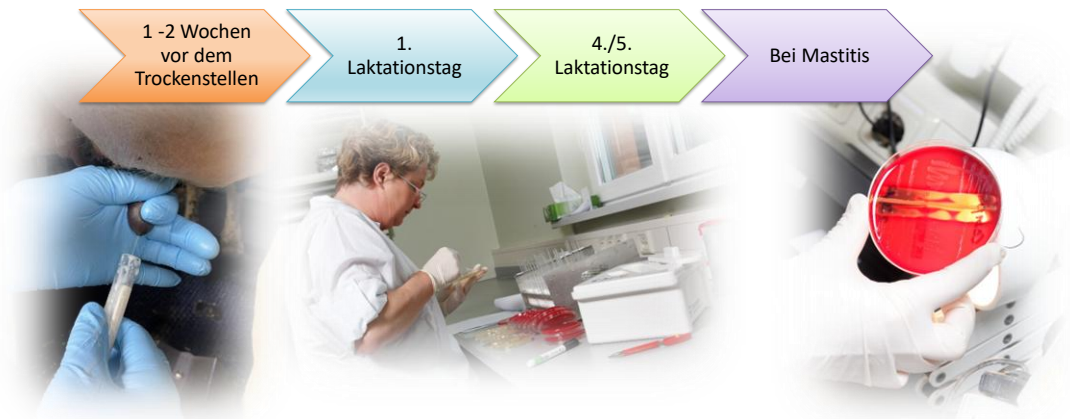 1 -2 Wochen
vor dem
Trockenstellen
1.
Laktationstag
4./5.
Laktationstag
Bei Mastitis